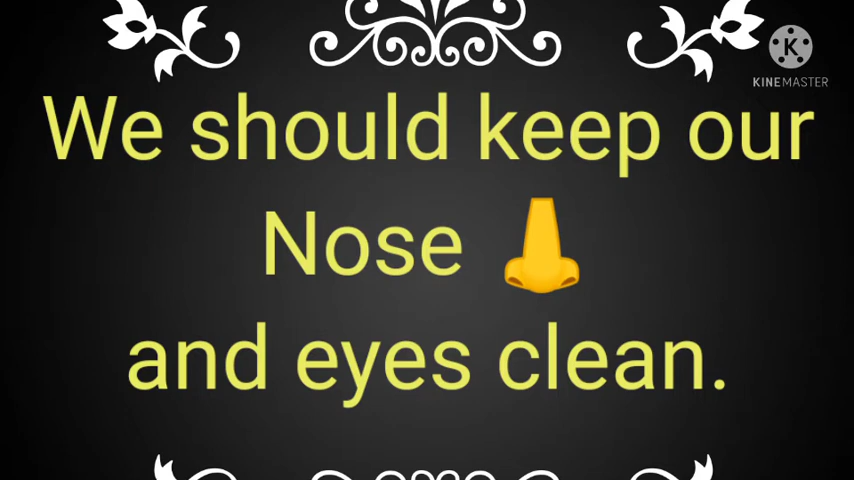 KINEMASTER
We should keep our
Nose 👃
and eyes clean.